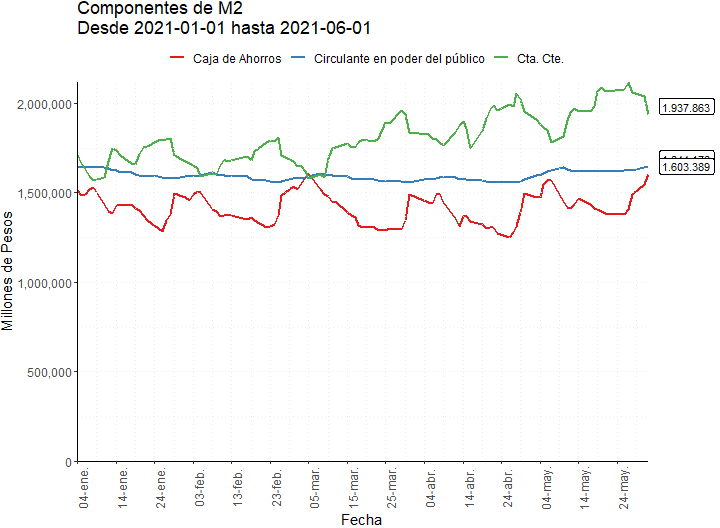 Componentes de M2
Desde 2021-01-01 hasta 2021-06-01
Caja de Ahorros Circulante en poder del público Cta. Cte.
Millones de Pesos
2,000,000
1,500,000
1,000,000
500,000
0
1.937.863
1.603.389
04-ene.
14-ene.
24-ene.
03-feb.
13-feb.
23-feb.
05-mar.
15-mar.
25-mar.
04-abr.
14-abr.
24-abr.
04-may.
14-may.
24-may.
Fecha